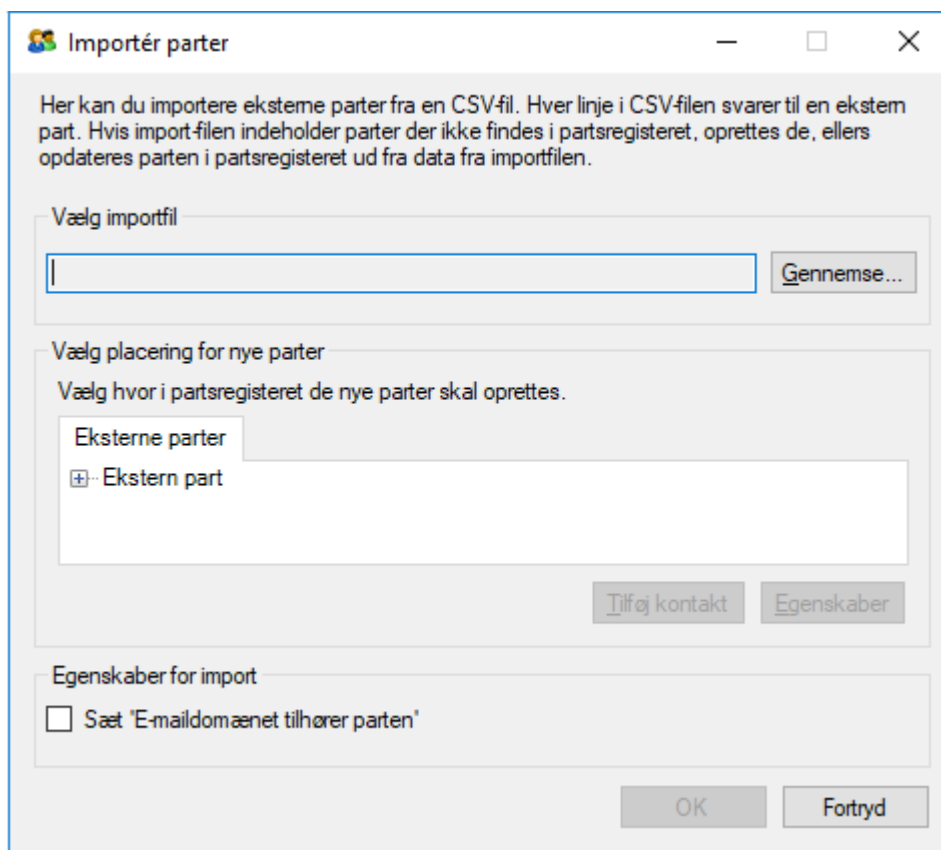 Importér parter
Her kan du importere eksterne parter fra en CSV-fil. Hver linje i CSV-filen svarer til en ekstern
part. Hvis import-filen indeholder parter der ikke findes i partsregisteret, oprettes de, ellers
opdateres parten i partsregisteret ud fra data fra importfilen.
Vælg importfil
Gennemse...
Vælg placering for nye parter
Vælg hvor i partsregisteret de nye parter skal oprettes.
Eksterne parter
Ekstern part
Tilføj kontakt
Egenskaber
Egenskaber for import
Sæt 'E-maildomænet tilhører parten'
OK
Fortryd